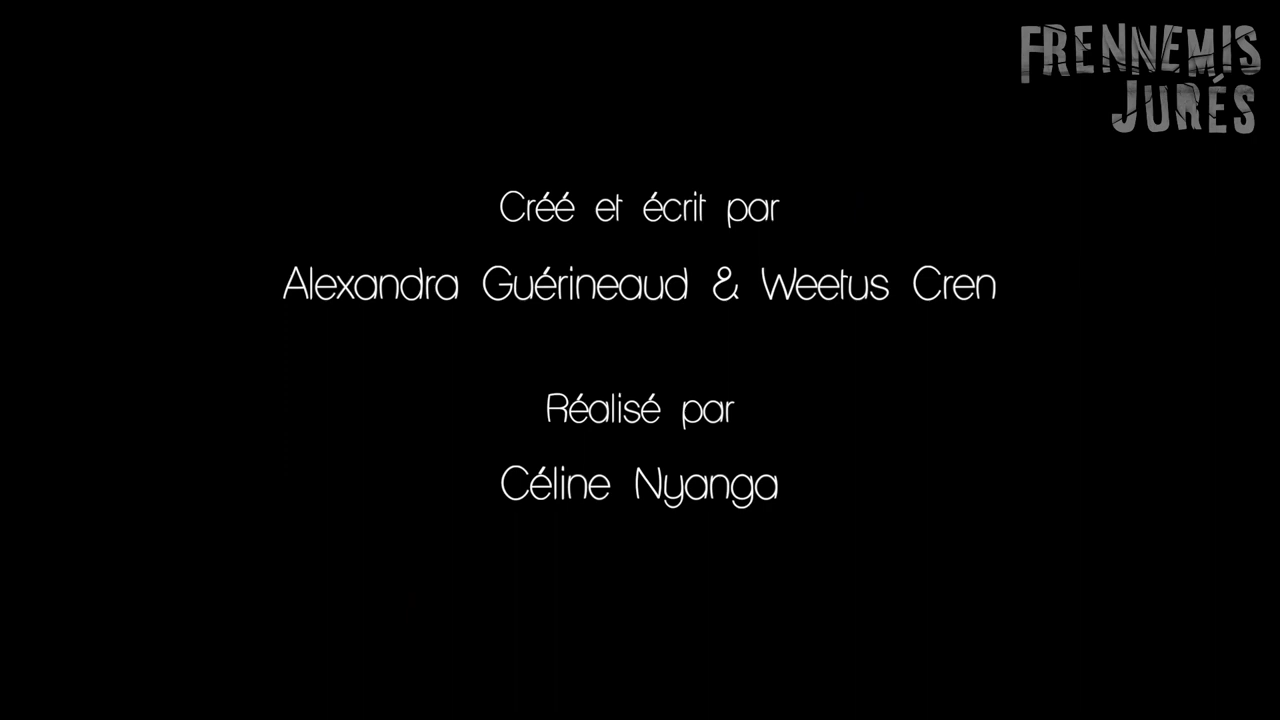 FRENNEMIS
JURÉS
Créé et écrit par
Alexandra Guérineaud & Weetus Cren
Réalisé par
Céline Nyanga